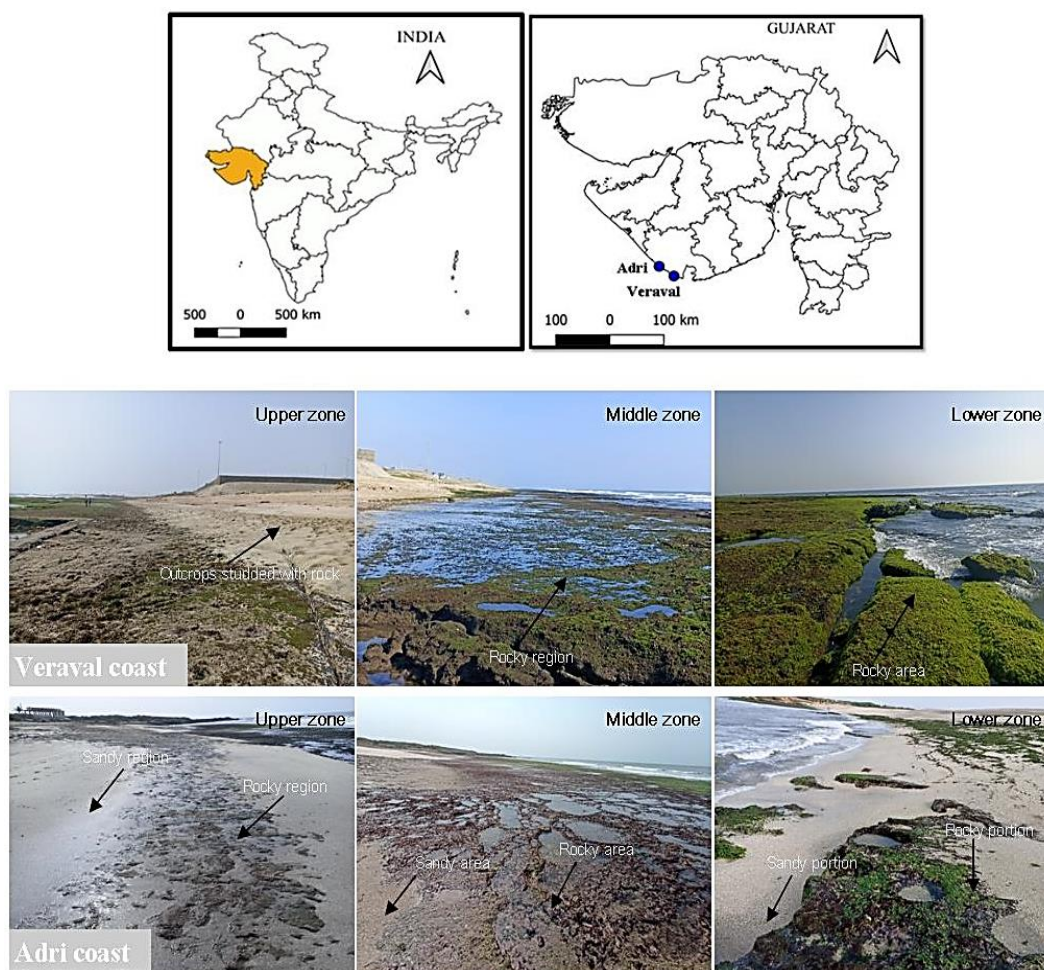 INDIA
500 0 500 km
GUJARAT
Adri
Veraval
100 0 100 km
Upper zone
Outcrops studded with rock
Veraval coast
Middle zone
Rocky region
Lower zone
Rocky area
Upper zone
Sandy region
Rocky region
Adri coast
Middle zone
Sandy area
Rocky area
Lower zone
Rocky portion
Sandy portion